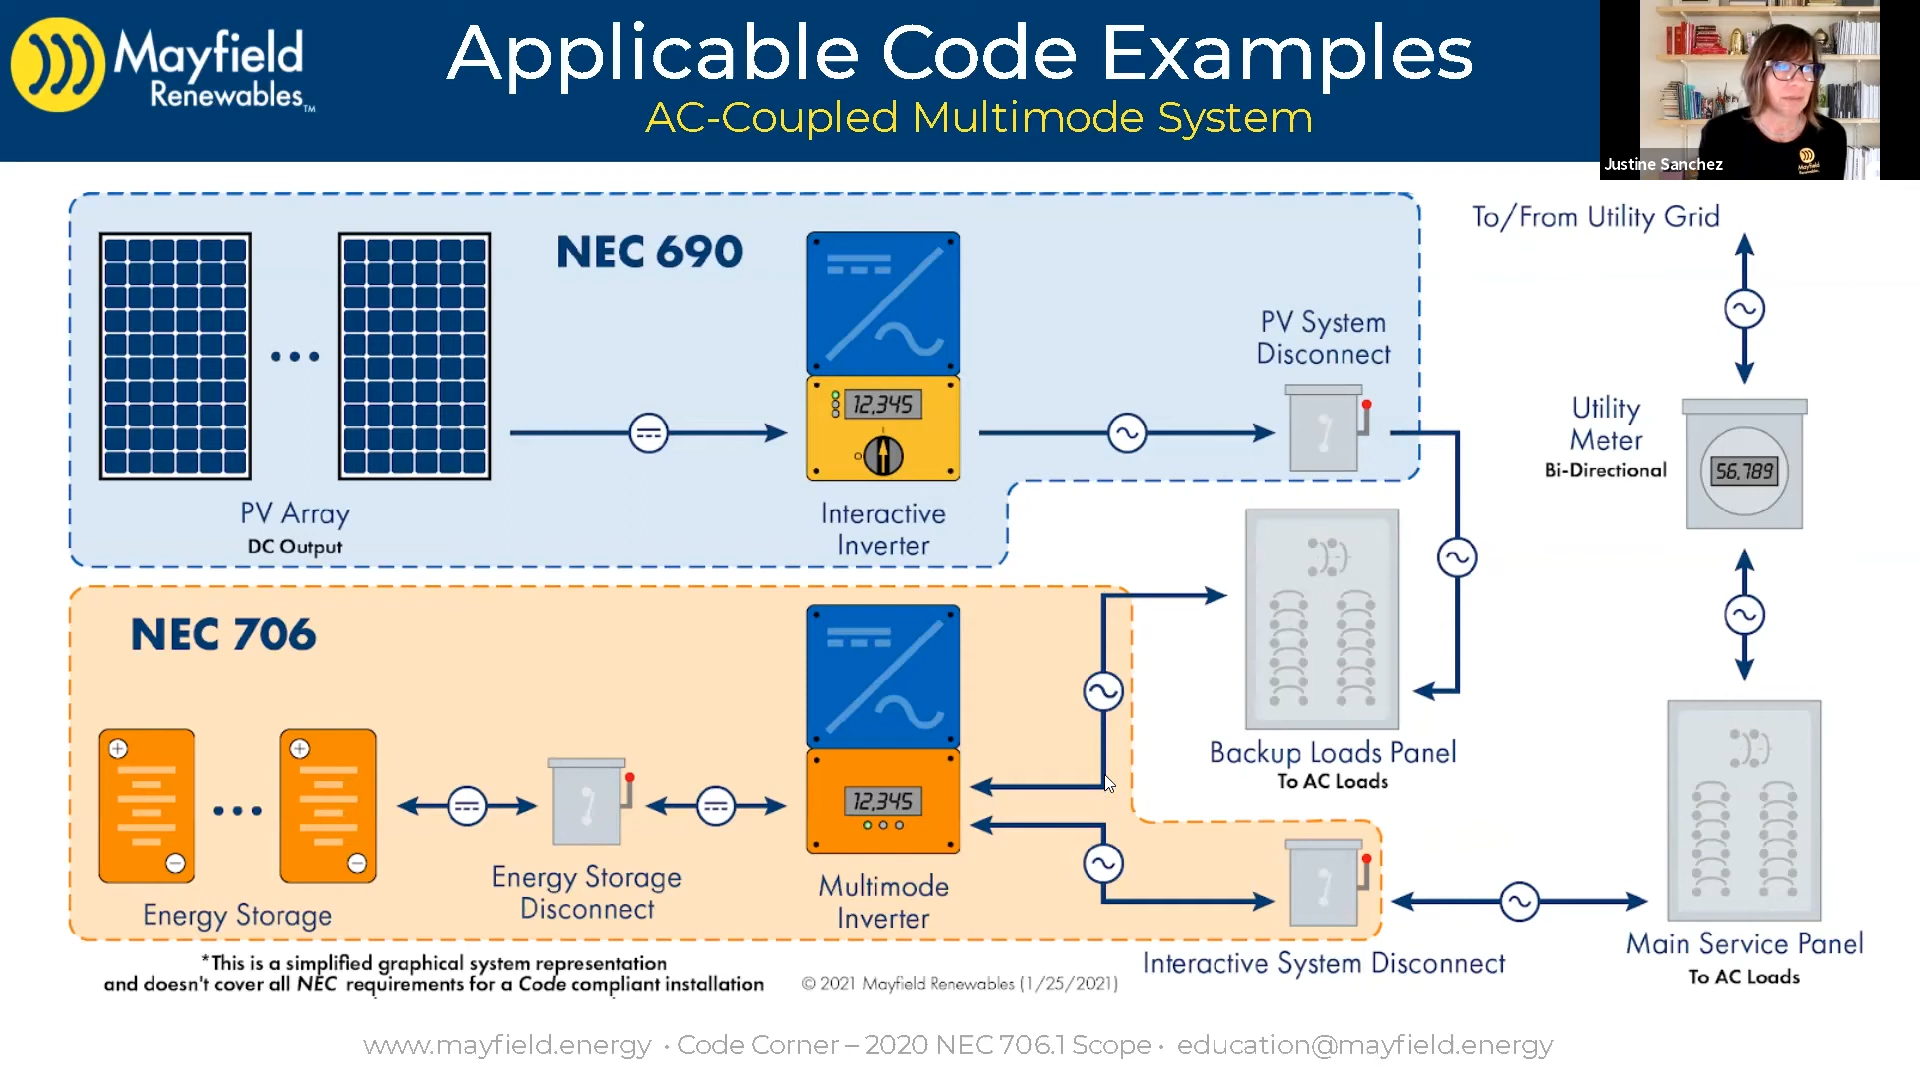 Mayfield
Renewables™
Applicable Code Examples
AC-Coupled Multimode System
Justine Sanchez
Mayfield
Renewables
To/From Utility Grid
NEC 690
PV System
Disconnect
12,345
Utility
Meter
Bi-Directional
56,789
PV Array
DC Output
Interactive
Inverter
NEC 706
12,345
Backup Loads Panel
To AC Loads
Energy Storage
Energy Storage
Disconnect
Multimode
Inverter
Interactive System Disconnect
Main Service Panel
To AC Loads
*This is a simplified graphical system representation
and doesn't cover all NEC requirements for a Code compliant installation
© 2021 Mayfield Renewables (1/25/2021)
www.mayfield.energy • Code Corner – 2020 NEC 706.1 Scope • education@mayfield.energy